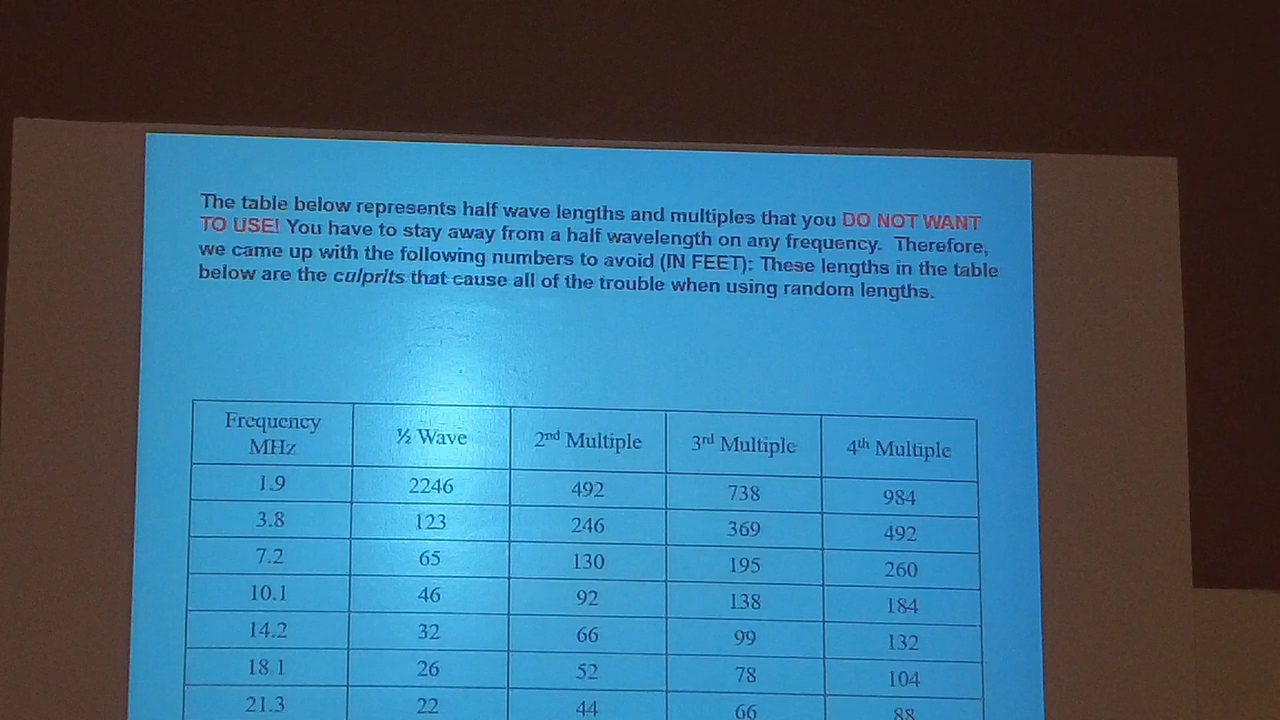 The table below represents half wave lengths and multiples that you DO NOT WANT
TO USE! You have to stay away from a half wavelength on any frequency. Therefore,
we came up with the following numbers to avoid (IN FEET): These lengths in the table
below are the culprits that cause all of the trouble when using random lengths.
Frequency MHz ½ Wave 2nd Multiple 3rd Multiple 4th Multiple
1.9 2246 492 738 984
3.8 123 246 369 492
7.2 65 130 195 260
10.1 46 92 138 184
14.2 32 66 99 132
18.1 26 52 78 104
21.3 22 44 66 88